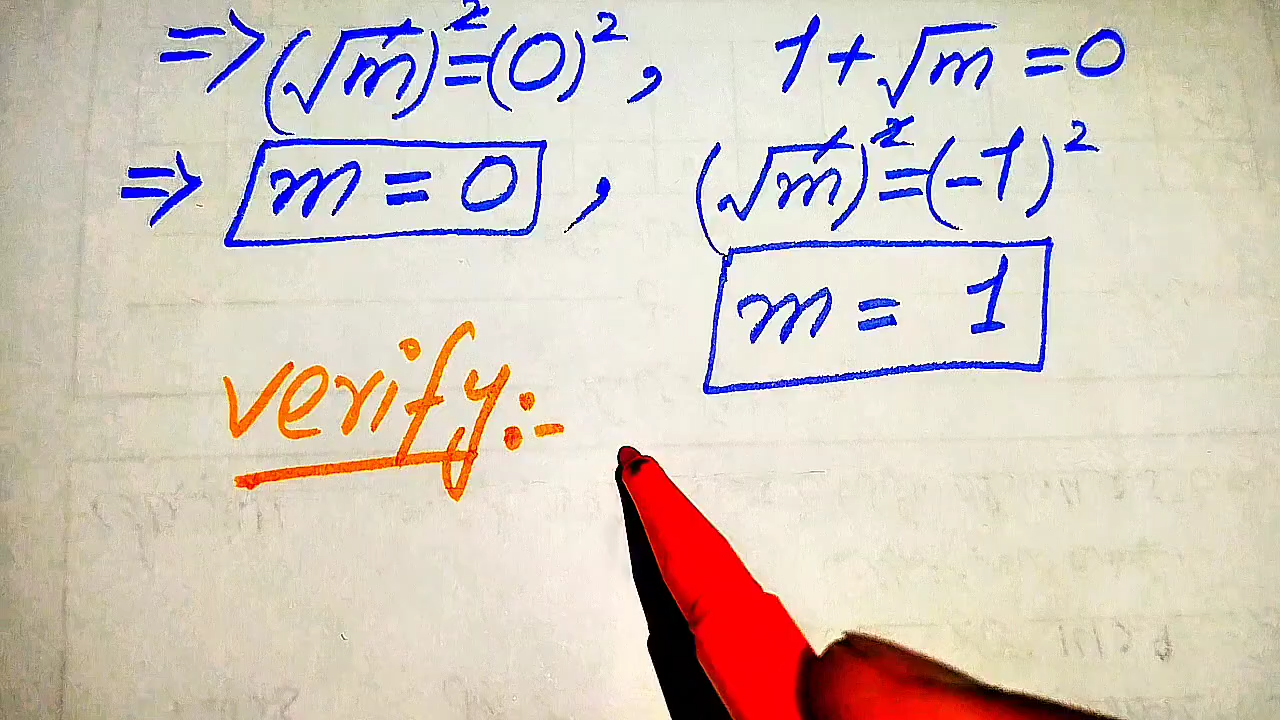 ⇒ (√m)² = (0)² , 1 + √m = 0
⇒ m = 0 , (√m)² = (-1)²
m = 1
verify:-